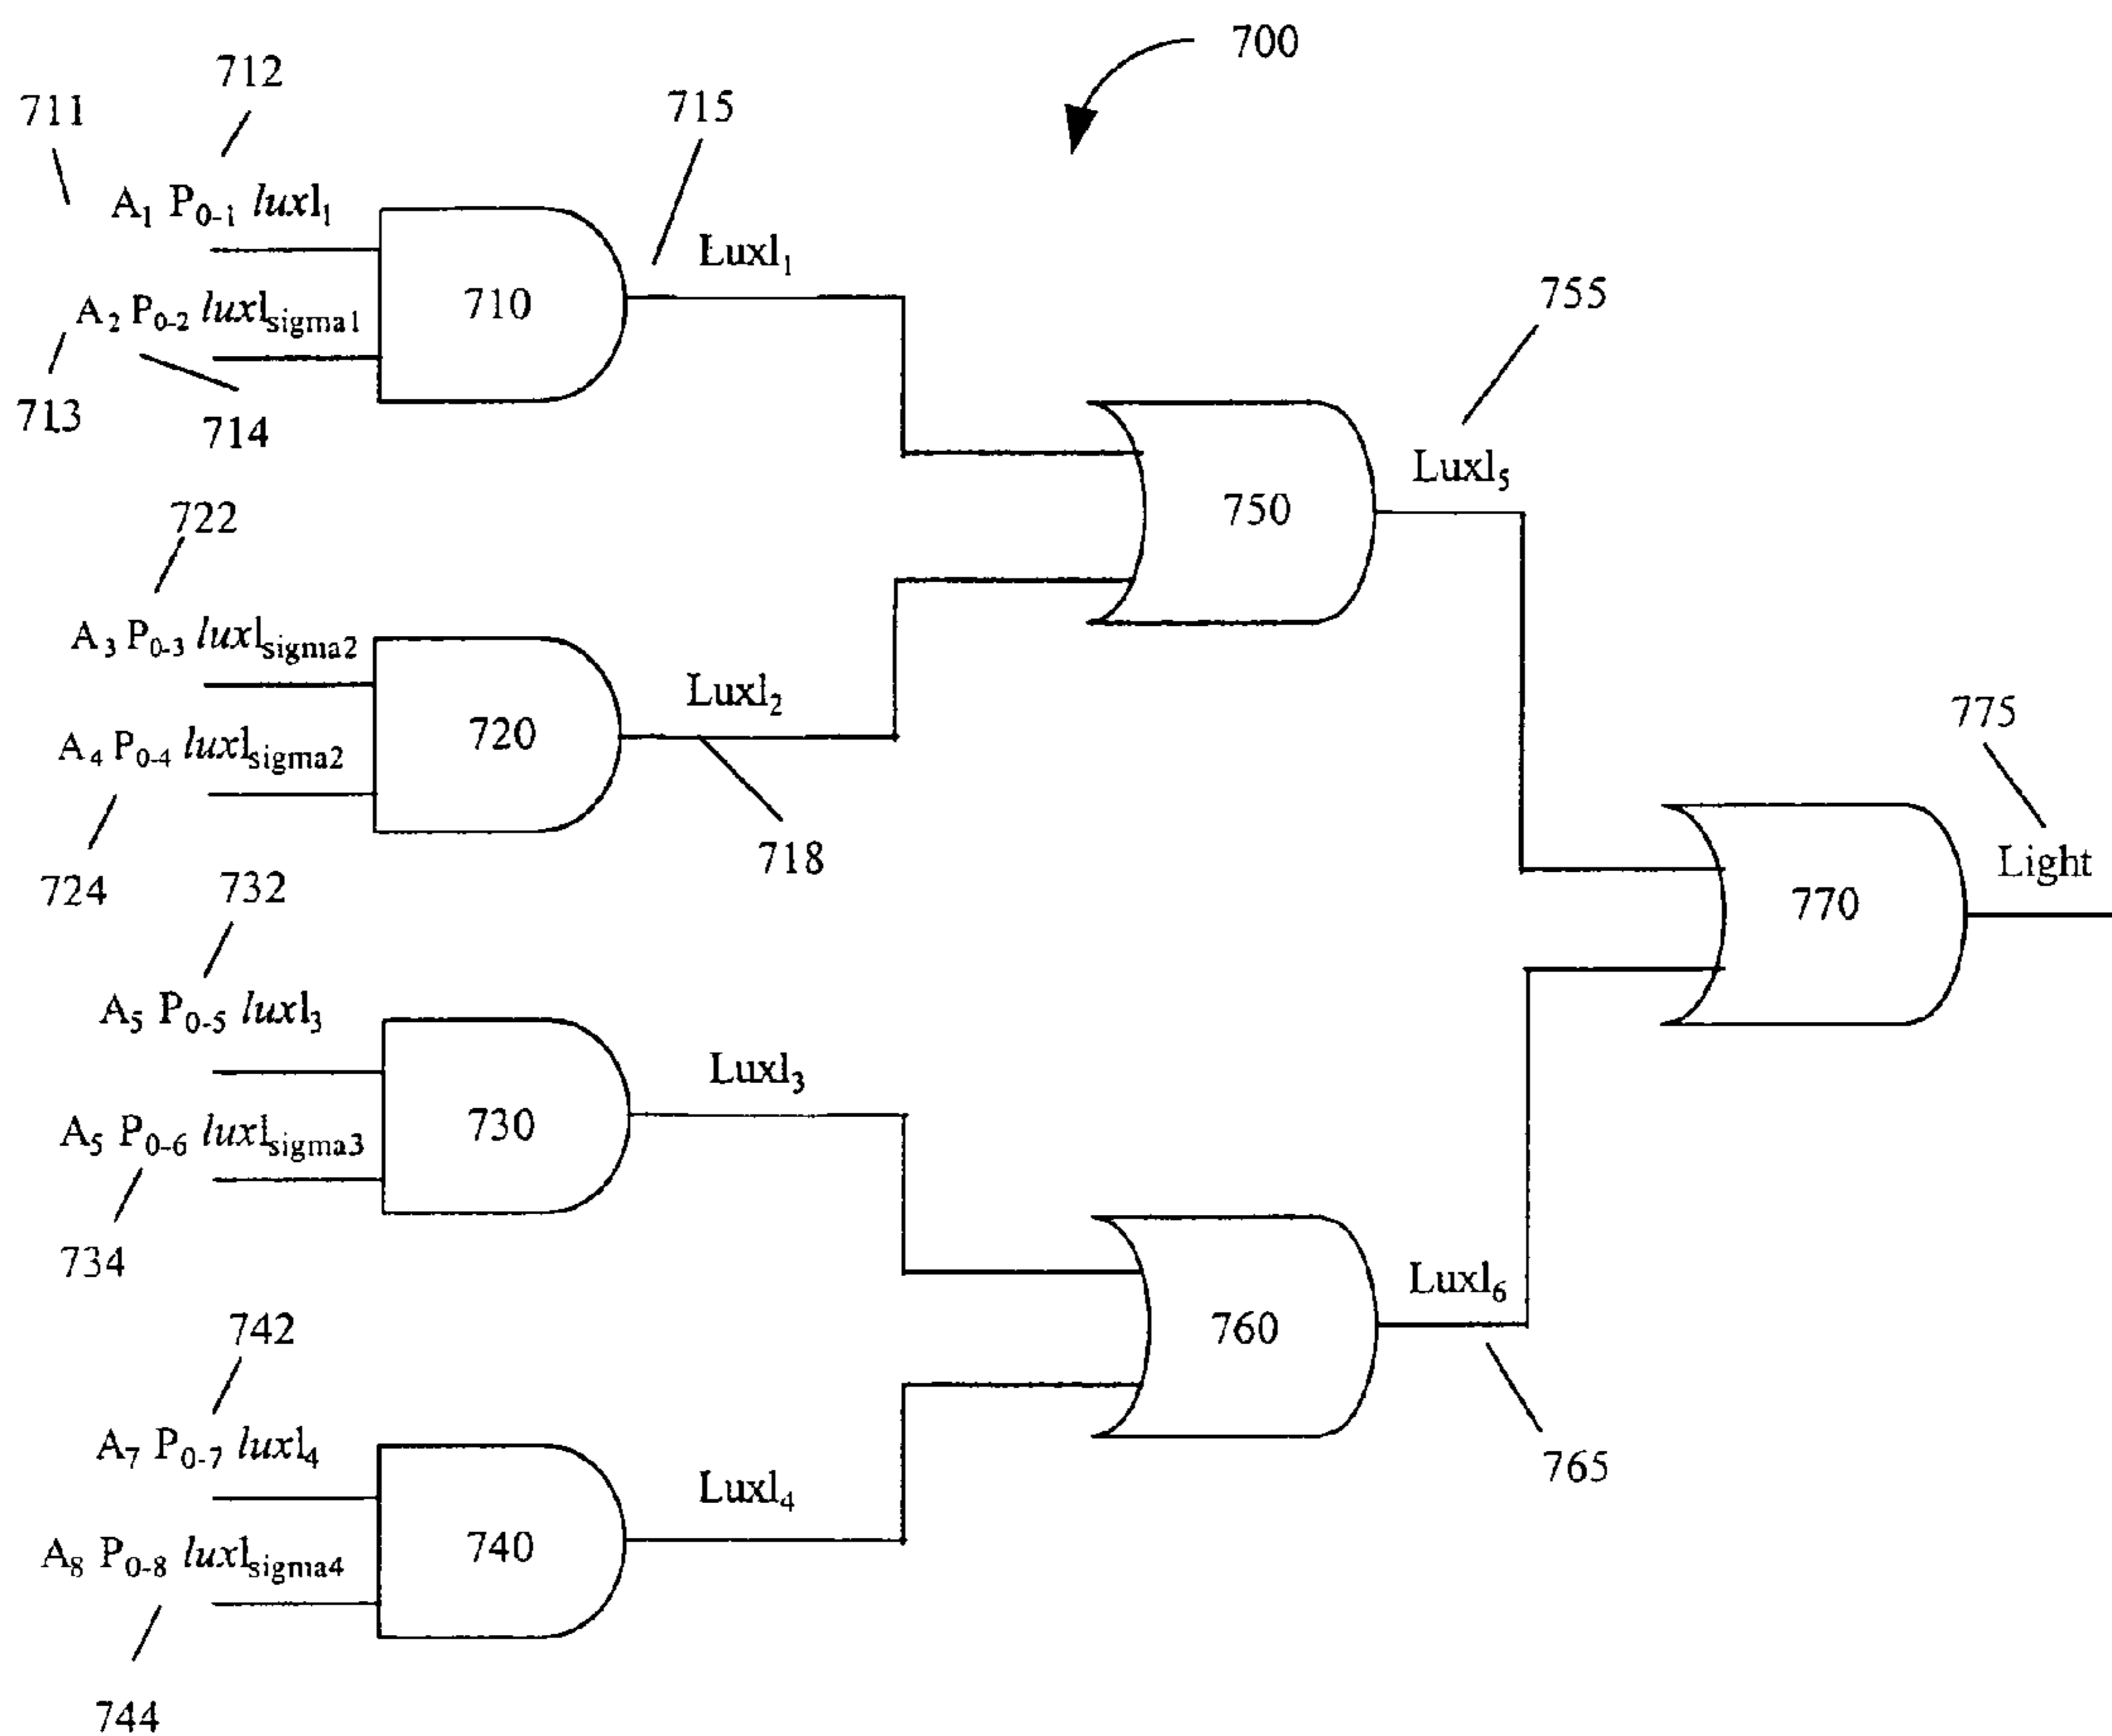 700
712
711
715
A1 P0-1 luxl1
Luxl1
710
A2 P0-2 luxlsigma1
755
713
714
Luxl5
750
722
A3 P0-3 luxlsigma2
Luxl2
720
A4 P0-4 luxlsigma2
775
718
Light
724
732
770
A5 P0-5 luxl3
Luxl3
730
A5 P0-6 luxlsigma3
734
Luxl6
742
760
A7 P0-7 luxl4
765
Luxl4
740
A8 P0-8 luxlsigma4
744